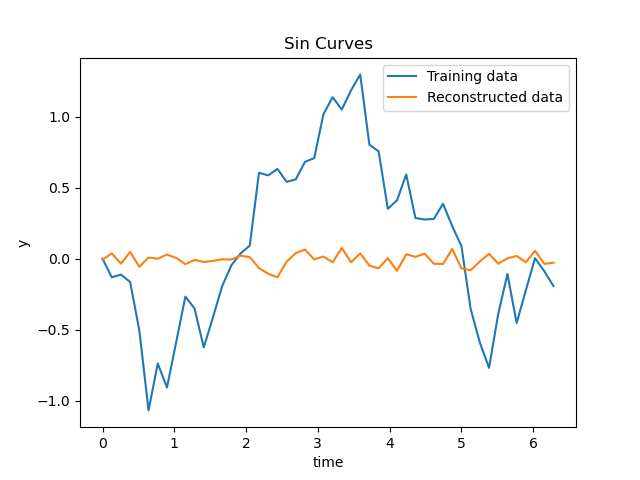 Sin Curves
Training data
Reconstructed data
y
1.0
0.5
0.0
−0.5
−1.0
0 1 2 3 4 5 6
time